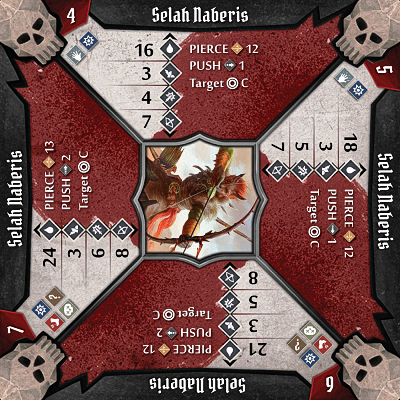 4
Selah Naberis
16
3
4
7
PIERCE 12
PUSH 1
Target C
5
Selah Naberis
18
3
5
7
PIERCE 12
PUSH 1
Target C
6
Selah Naberis
21
3
5
8
PIERCE 12
PUSH 2
Target C
?
7
Selah Naberis
24
3
6
8
PIERCE 13
PUSH 2
Target C
?